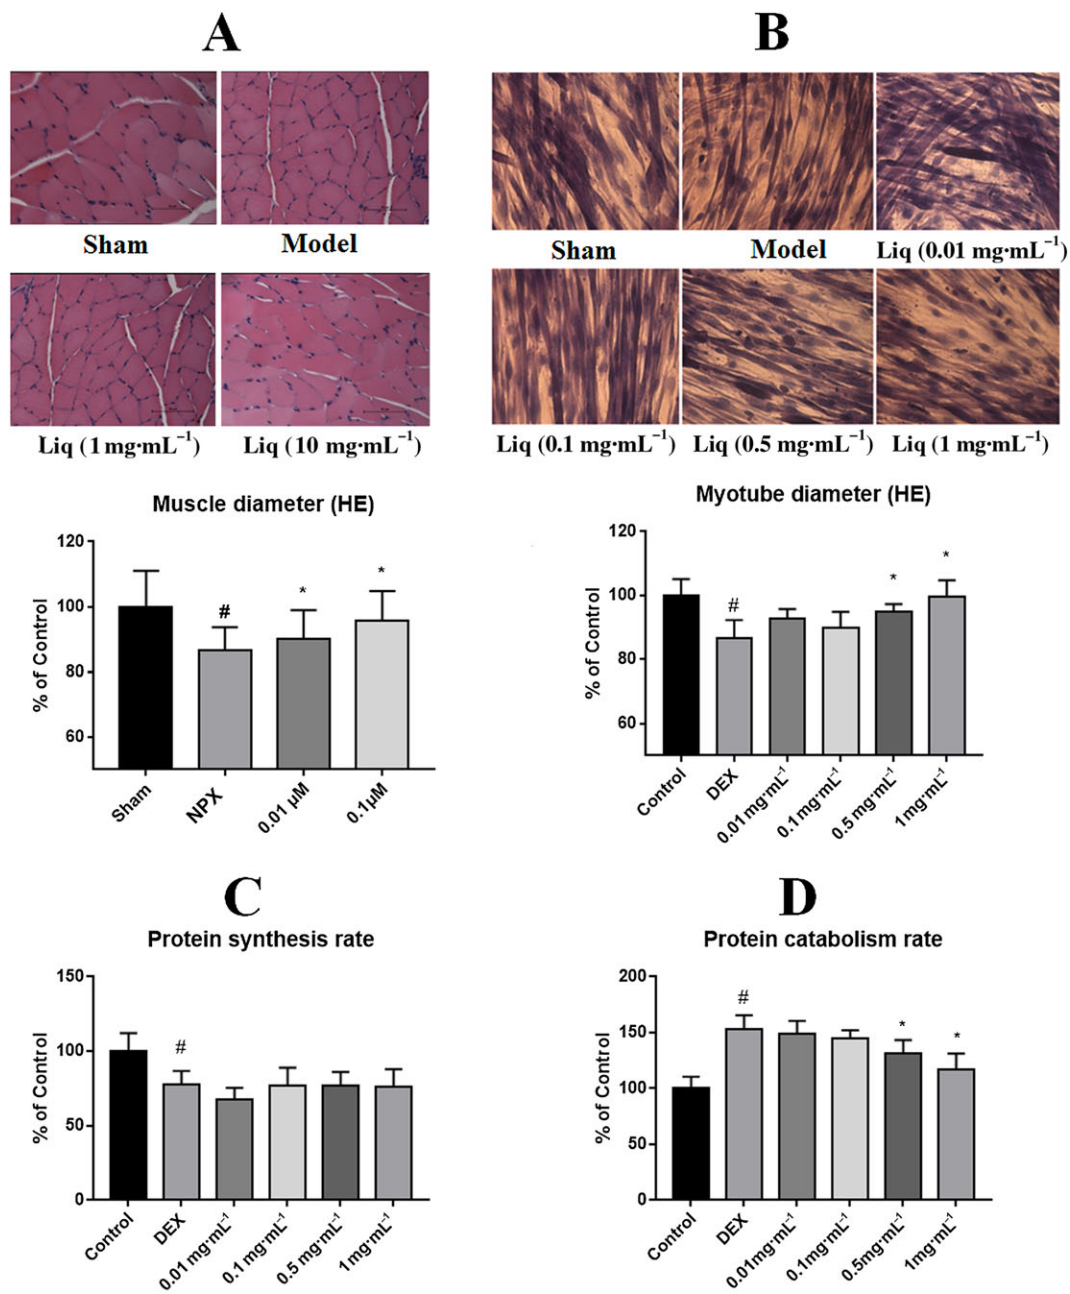 A
B
Sham
Model
Sham
Model
Liq (0.01 mg·mL⁻¹)
Liq (1 mg·mL⁻¹)
Liq (10 mg·mL⁻¹)
Liq (0.1 mg·mL⁻¹)
Liq (0.5 mg·mL⁻¹)
Liq (1 mg·mL⁻¹)
Muscle diameter (HE)
% of Control
120
100
80
60
#
*
*
Sham
NPX
0.01 µM
0.1µM
Myotube diameter (HE)
% of Control
120
100
80
60
#
*
*
Control
DEX
0.01 mg·mL⁻¹
0.1 mg·mL⁻¹
0.5 mg·mL⁻¹
1mg·mL⁻¹
C
Protein synthesis rate
% of Control
150
100
50
0
#
Control
DEX
0.01 mg·mL⁻¹
0.1 mg·mL⁻¹
0.5 mg·mL⁻¹
1mg·mL⁻¹
D
Protein catabolism rate
% of Control
200
150
100
50
0
#
*
*
Control
DEX
0.01mg·mL⁻¹
0.1mg·mL⁻¹
0.5mg·mL⁻¹
1mg·mL⁻¹